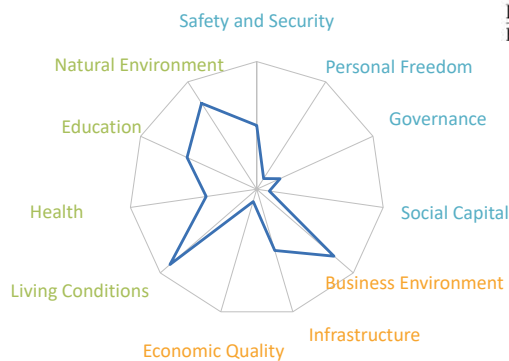 Safety and Security
Natural Environment
Personal Freedom
Education
Governance
Health
Social Capital
Living Conditions
Business Environment
Infrastructure
Economic Quality